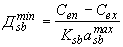 Д_{sb}^{min} = \frac{C_{en} - C_{ex}}{K_{sb} a_{sb}^{max}}